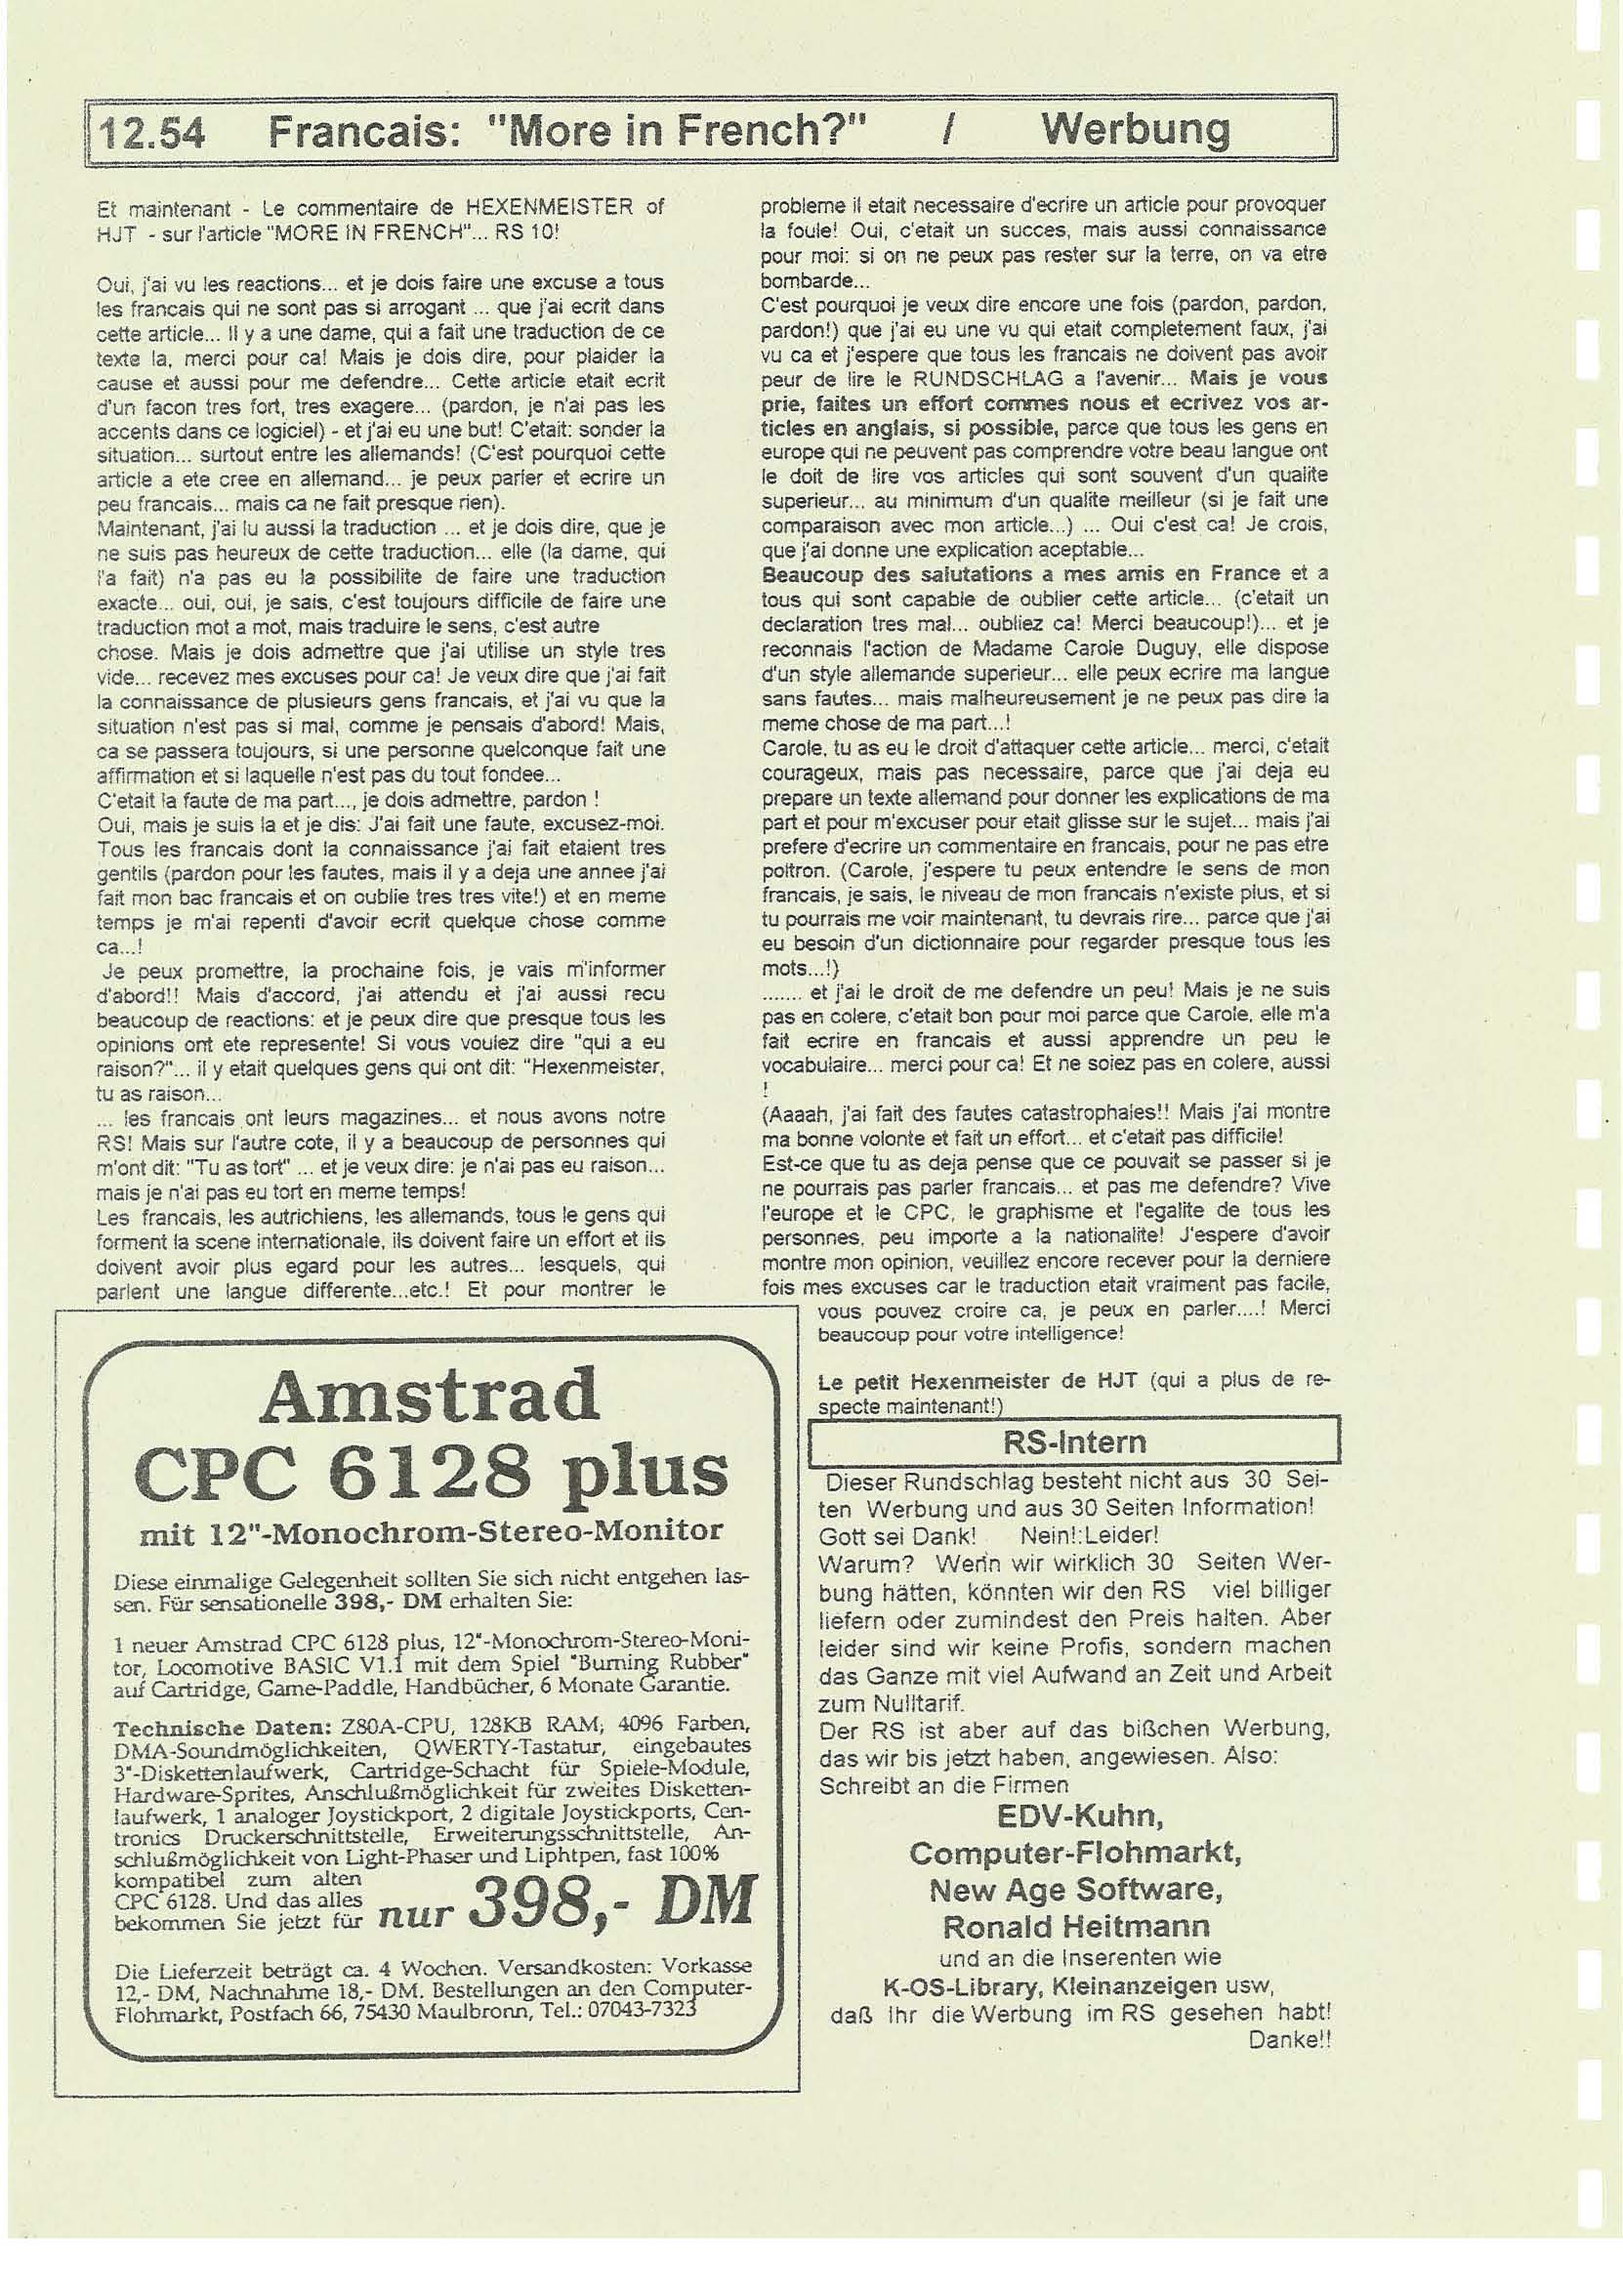 12.54 Francais: "More in French?" / Werbung
Et maintenant - Le commentaire de HEXENMEISTER of
HJT - sur l'article "MORE IN FRENCH"... RS 10!
Oui, j'ai vu les reactions... et je dois faire une excuse a tous
les francais qui ne sont pas si arrogant ... que j'ai ecrit dans
cette article... Il y a une dame, qui a fait une traduction de ce
texte la, merci pour ca! Mais je dois dire, pour plaider la
cause et aussi pour me defendre... Cette article etait ecrit
d'un facon tres fort, tres exagere... (pardon, je n'ai pas les
accents dans ce logiciel) - et j'ai eu une but! C'etait: sonder la
situation... surtout entre les allemands! (C'est pourquoi cette
article a ete cree en allemand... je peux parler et ecrire un
peu francais... mais ca ne fait presque rien).
Maintenant, j'ai lu aussi la traduction ... et je dois dire, que je
ne suis pas heureux de cette traduction... elle (la dame, qui
l'a fait) n'a pas eu la possibilite de faire une traduction
exacte... oui, oui, je sais, c'est toujours difficile de faire une
traduction mot a mot, mais traduire le sens, c'est autre
chose. Mais je dois admettre que j'ai utilise un style tres
vide... recevez mes excuses pour ca! Je veux dire que j'ai fait
la connaissance de plusieurs gens francais, et j'ai vu que la
situation n'est pas si mal, comme je pensais d'abord! Mais,
ca se passera toujours, si une personne quelconque fait une
affirmation et si laquelle n'est pas du tout fondee...
C'etait la faute de ma part..., je dois admettre, pardon !
Oui, mais je suis la et je dis: J'ai fait une faute, excusez-moi.
Tous les francais dont la connaissance j'ai fait etaient tres
gentils (pardon pour les fautes, mais il y a deja une annee j'ai
fait mon bac francais et on oublie tres tres vite!) et en meme
temps je m'ai repenti d'avoir ecrit quelque chose comme
ca...!
Je peux promettre, la prochaine fois, je vais m'informer
d'abord!! Mais d'accord, j'ai attendu et j'ai aussi recu
beaucoup de reactions: et je peux dire que presque tous les
opinions ont ete represente! Si vous voulez dire "qui a eu
raison?"... il y etait quelques gens qui ont dit: "Hexenmeister,
tu as raison...
... les francais ont leurs magazines... et nous avons notre
RS! Mais sur l'autre cote, il y a beaucoup de personnes qui
m'ont dit: "Tu as tort" ... et je veux dire: je n'ai pas eu raison...
mais je n'ai pas eu tort en meme temps!
Les francais, les autrichiens, les allemands, tous le gens qui
forment la scene internationale, ils doivent faire un effort et ils
doivent avoir plus egard pour les autres... lesquels, qui
parlent une langue differente...etc.! Et pour montrer le
probleme il etait necessaire d'ecrire un article pour provoquer
la foule! Oui, c'etait un succes, mais aussi connaissance
pour moi: si on ne peux pas rester sur la terre, on va etre
bombarde...
C'est pourquoi je veux dire encore une fois (pardon, pardon,
pardon!) que j'ai eu une vu qui etait completement faux, j'ai
vu ca et j'espere que tous les francais ne doivent pas avoir
peur de lire le RUNDSCHLAG a l'avenir... Mais je vous
prie, faites un effort commes nous et ecrivez vos ar-
ticles en anglais, si possible, parce que tous les gens en
europe qui ne peuvent pas comprendre votre beau langue ont
le doit de lire vos articles qui sont souvent d'un qualite
superieur... au minimum d'un qualite meilleur (si je fait une
comparaison avec mon article...) ... Oui c'est ca! Je crois,
que j'ai donne une explication aceptable...
Beaucoup des salutations a mes amis en France et a
tous qui sont capable de oublier cette article... (c'etait un
declaration tres mal... oubliez ca! Merci beaucoup!)... et je
reconnais l'action de Madame Carole Duguy, elle dispose
d'un style allemande superieur... elle peux ecrire ma langue
sans fautes... mais malheureusement je ne peux pas dire la
meme chose de ma part...!
Carole, tu as eu le droit d'attaquer cette article... merci, c'etait
courageux, mais pas necessaire, parce que j'ai deja eu
prepare un texte allemand pour donner les explications de ma
part et pour m'excuser pour etait glisse sur le sujet... mais j'ai
prefere d'ecrire un commentaire en francais, pour ne pas etre
poltron. (Carole, j'espere tu peux entendre le sens de mon
francais, je sais, le niveau de mon francais n'existe plus, et si
tu pourrais me voir maintenant, tu devrais rire... parce que j'ai
eu besoin d'un dictionnaire pour regarder presque tous les
mots...!)
....... et j'ai le droit de me defendre un peu! Mais je ne suis
pas en colere, c'etait bon pour moi parce que Carole, elle m'a
fait ecrire en francais et aussi apprendre un peu le
vocabulaire... merci pour ca! Et ne soiez pas en colere, aussi
!
(Aaaah, j'ai fait des fautes catastrophales!! Mais j'ai montre
ma bonne volonte et fait un effort... et c'etait pas difficile!
Est-ce que tu as deja pense que ce pouvait se passer si je
ne pourrais pas parler francais... et pas me defendre? Vive
l'europe et le CPC, le graphisme et l'egalite de tous les
personnes, peu importe a la nationalite! J'espere d'avoir
montre mon opinion, veuillez encore recever pour la derniere
fois mes excuses car le traduction etait vraiment pas facile,
vous pouvez croire ca, je peux en parler....! Merci
beaucoup pour votre intelligence!
Le petit Hexenmeister de HJT (qui a plus de re-
specte maintenant!)
Amstrad
CPC 6128 plus
mit 12"-Monochrom-Stereo-Monitor
Diese einmalige Gelegenheit sollten Sie sich nicht entgehen las-
sen. Für sensationelle 398,- DM erhalten Sie:
1 neuer Amstrad CPC 6128 plus, 12"-Monochrom-Stereo-Moni-
tor, Locomotive BASIC V1.1 mit dem Spiel "Burning Rubber"
auf Cartridge, Game-Paddle, Handbücher, 6 Monate Garantie.
Technische Daten: Z80A-CPU, 128KB RAM, 4096 Farben,
DMA-Soundmöglichkeiten, QWERTY-Tastatur, eingebautes
3"-Diskettenlaufwerk, Cartridge-Schacht für Spiele-Module,
Hardware-Sprites, Anschlußmöglichkeit für zweites Disketten-
laufwerk, 1 analoger Joystickport, 2 digitale Joystickports, Cen-
tronics Druckerschnittstelle, Erweiterungsschnittstelle, An-
schlußmöglichkeit von Light-Phaser und Liphtpen, fast 100%
kompatibel zum alten
CPC 6128. Und das alles
bekommen Sie jetzt für nur 398,- DM
Die Lieferzeit beträgt ca. 4 Wochen. Versandkosten: Vorkasse
12,- DM, Nachnahme 18,- DM. Bestellungen an den Computer-
Flohmarkt, Postfach 66, 75430 Maulbronn, Tel.: 07043-7323
RS-Intern
Dieser Rundschlag besteht nicht aus 30 Sei-
ten Werbung und aus 30 Seiten Information!
Gott sei Dank! Nein!:Leider!
Warum? Wenn wir wirklich 30 Seiten Wer-
bung hätten, könnten wir den RS viel billiger
liefern oder zumindest den Preis halten. Aber
leider sind wir keine Profis, sondern machen
das Ganze mit viel Aufwand an Zeit und Arbeit
zum Nulltarif.
Der RS ist aber auf das bißchen Werbung,
das wir bis jetzt haben, angewiesen. Also:
Schreibt an die Firmen
EDV-Kuhn,
Computer-Flohmarkt,
New Age Software,
Ronald Heitmann
und an die Inserenten wie
K-OS-Library, Kleinanzeigen usw,
daß Ihr die Werbung im RS gesehen habt!
Danke!!